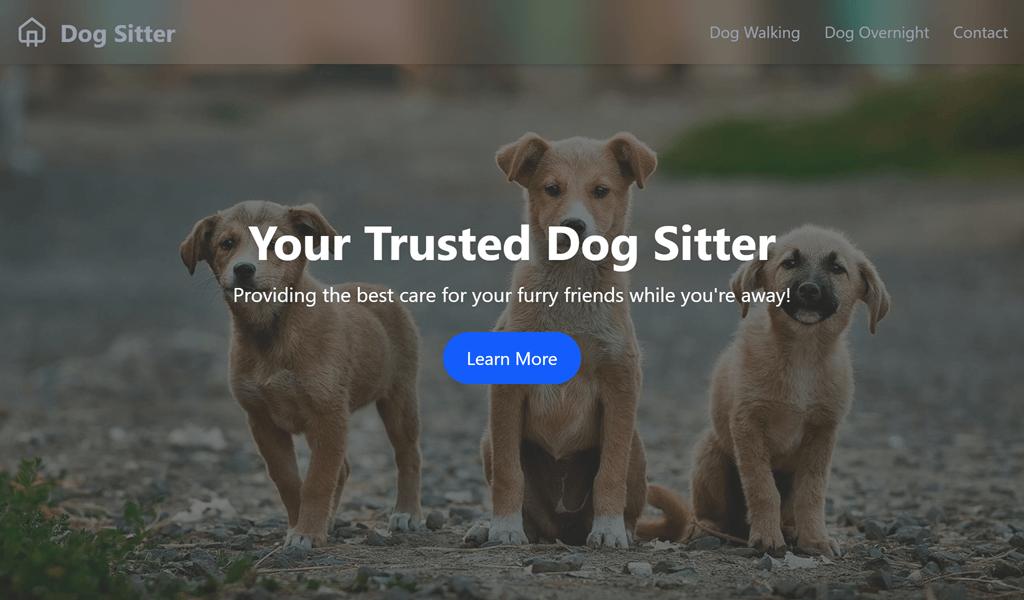 Dog Sitter
Dog Walking Dog Overnight Contact
Your Trusted Dog Sitter
Providing the best care for your furry friends while you're away!
Learn More